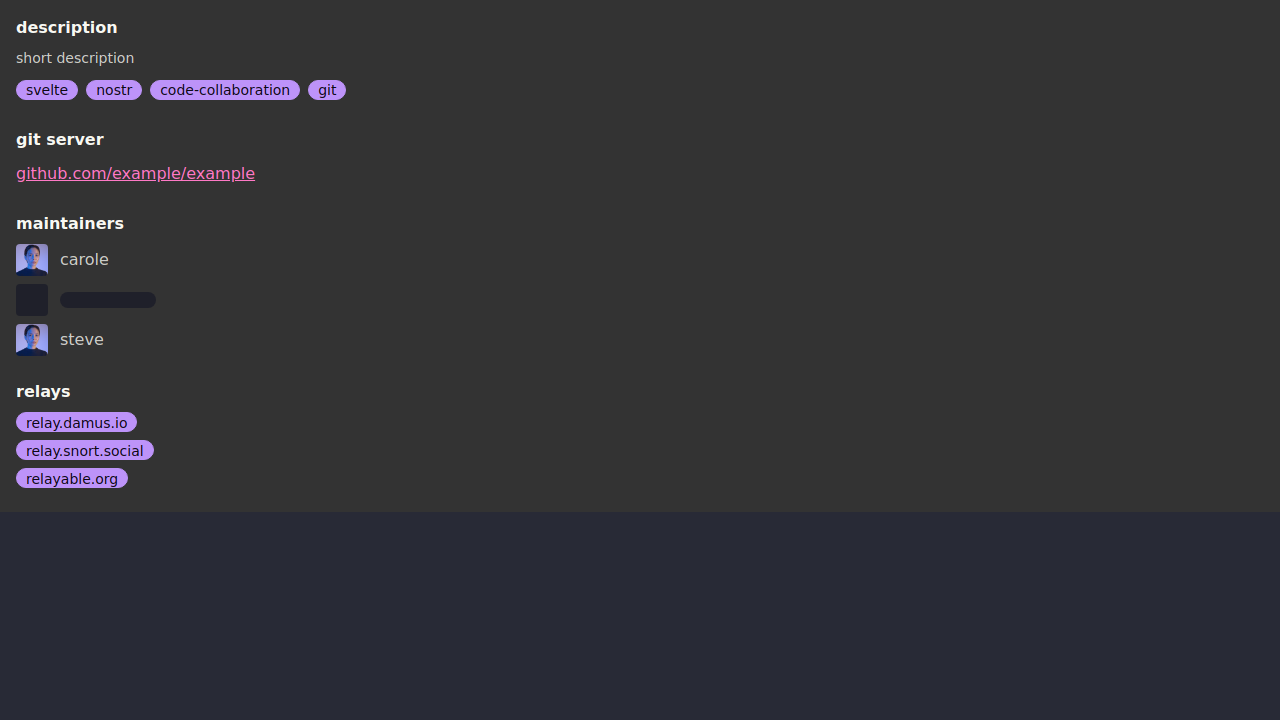 description
short description
svelte nostr code-collaboration git
git server
github.com/example/example
maintainers
carole
steve
relays
relay.damus.io
relay.snort.social
relayable.org